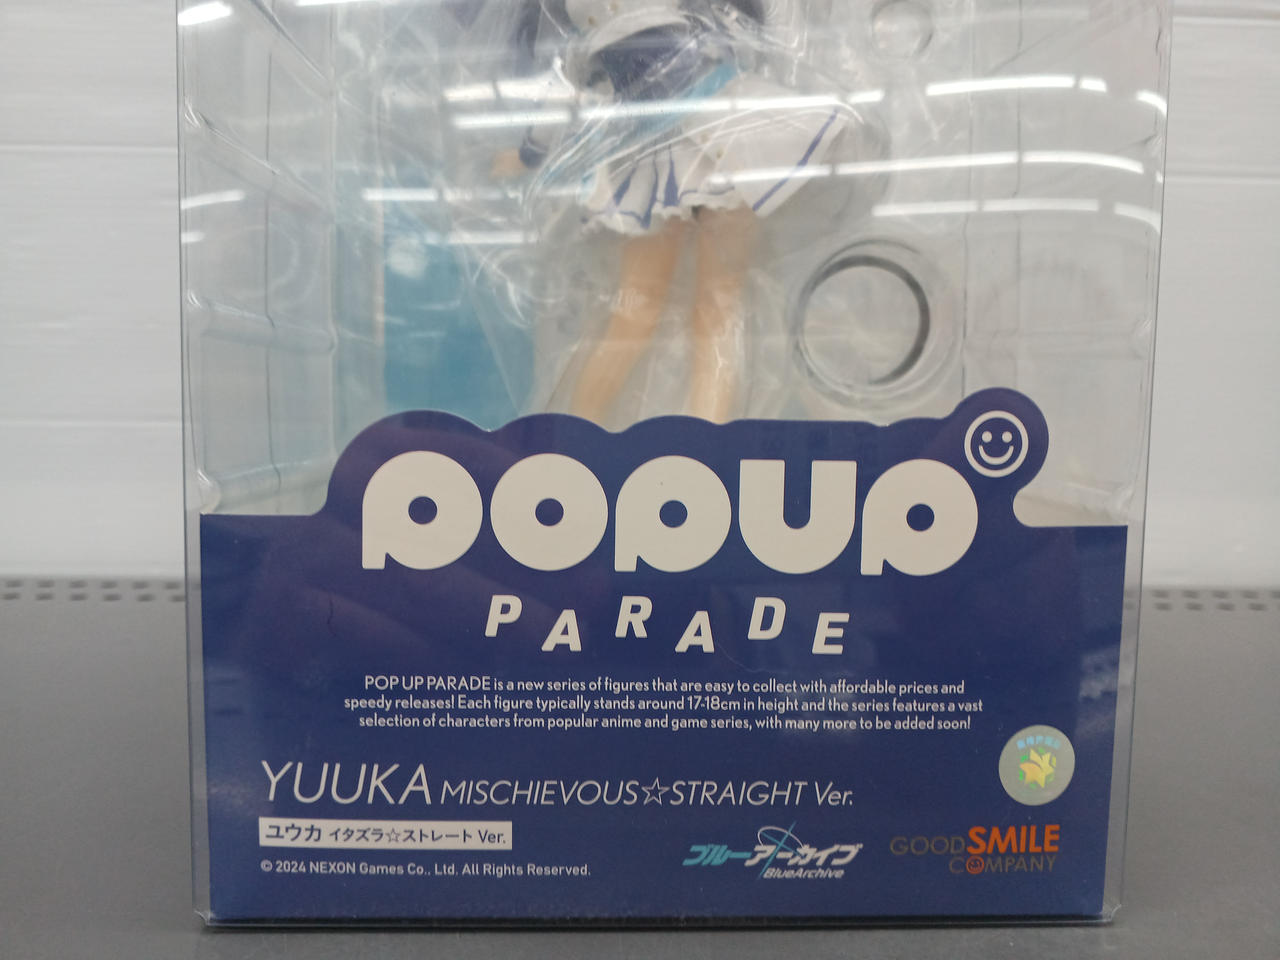 POPUP
PARADE
POP UP PARADE is a new series of figures that are easy to collect with affordable prices and
speedy releases! Each figure typically stands around 17-18cm in height and the series features a vast
selection of characters from popular anime and game series, with many more to be added soon!
YUUKA MISCHIEVOUS☆STRAIGHT Ver.
ユウカ イタズラ☆ストレート Ver.
© 2024 NEXON Games Co., Ltd. All Rights Reserved.
ブルーアーカイブ
BlueArchive
GOOD SMILE
COMPANY